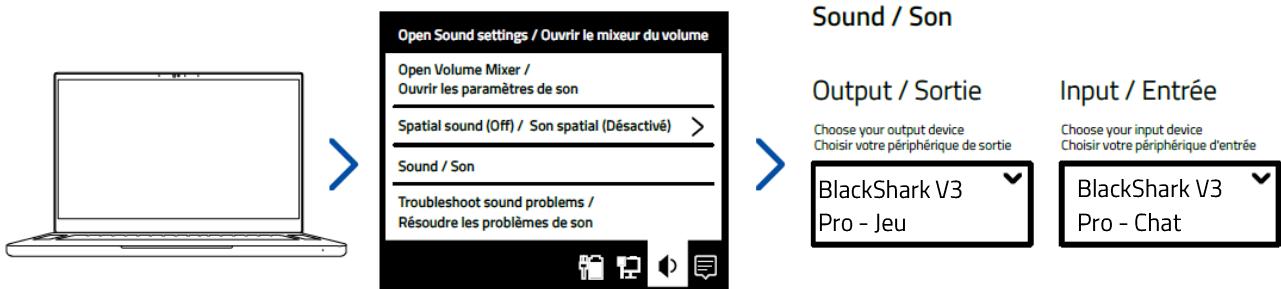 Open Sound settings / Ouvrir le mixeur du volume
Open Volume Mixer /
Ouvrir les paramètres de son
Spatial sound (Off) / Son spatial (Désactivé)
Sound / Son
Troubleshoot sound problems /
Résoudre les problèmes de son
Sound / Son
Output / Sortie
Choose your output device
Choisir votre périphérique de sortie
BlackShark V3
Pro - Jeu
Input / Entrée
Choose your input device
Choisir votre périphérique d'entrée
BlackShark V3
Pro - Chat